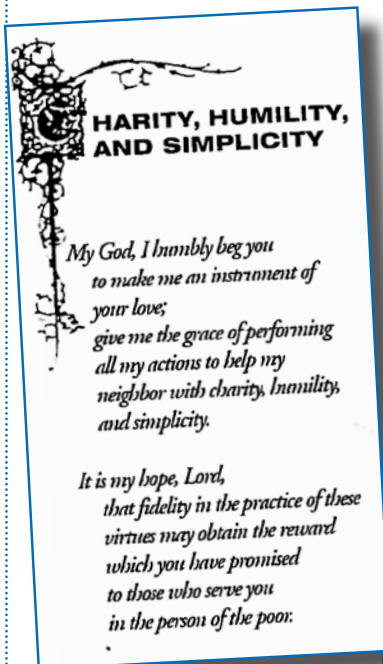 CHARITY, HUMILITY,
AND SIMPLICITY
My God, I humbly beg you
to make me an instrument of
your love;
give me the grace of performing
all my actions to help my
neighbor with charity, humility,
and simplicity.
It is my hope, Lord,
that fidelity in the practice of these
virtues may obtain the reward
which you have promised
to those who serve you
in the person of the poor.